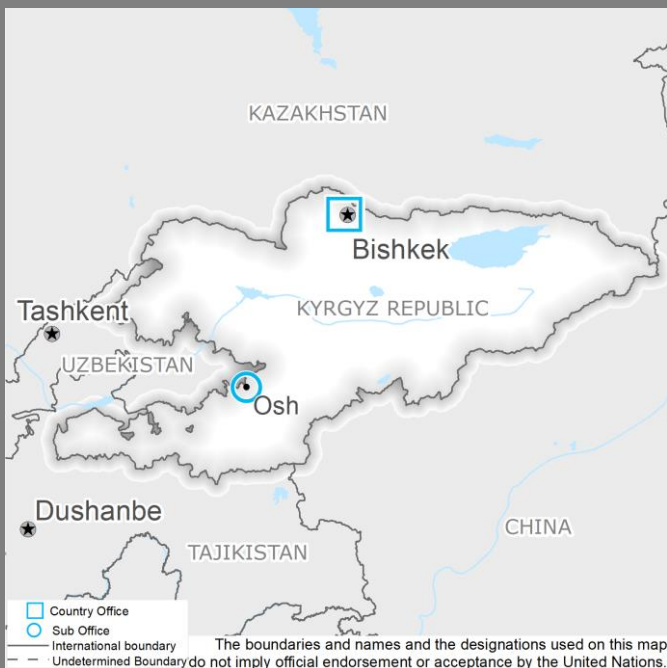 KAZAKHSTAN
Bishkek
KYRGYZ REPUBLIC
Tashkent
UZBEKISTAN
Osh
Dushanbe
CHINA
TAJIKISTAN
Country Office
Sub Office
International boundary
Undetermined Boundary
The boundaries and names and the designations used on this map
do not imply official endorsement or acceptance by the United Nations.